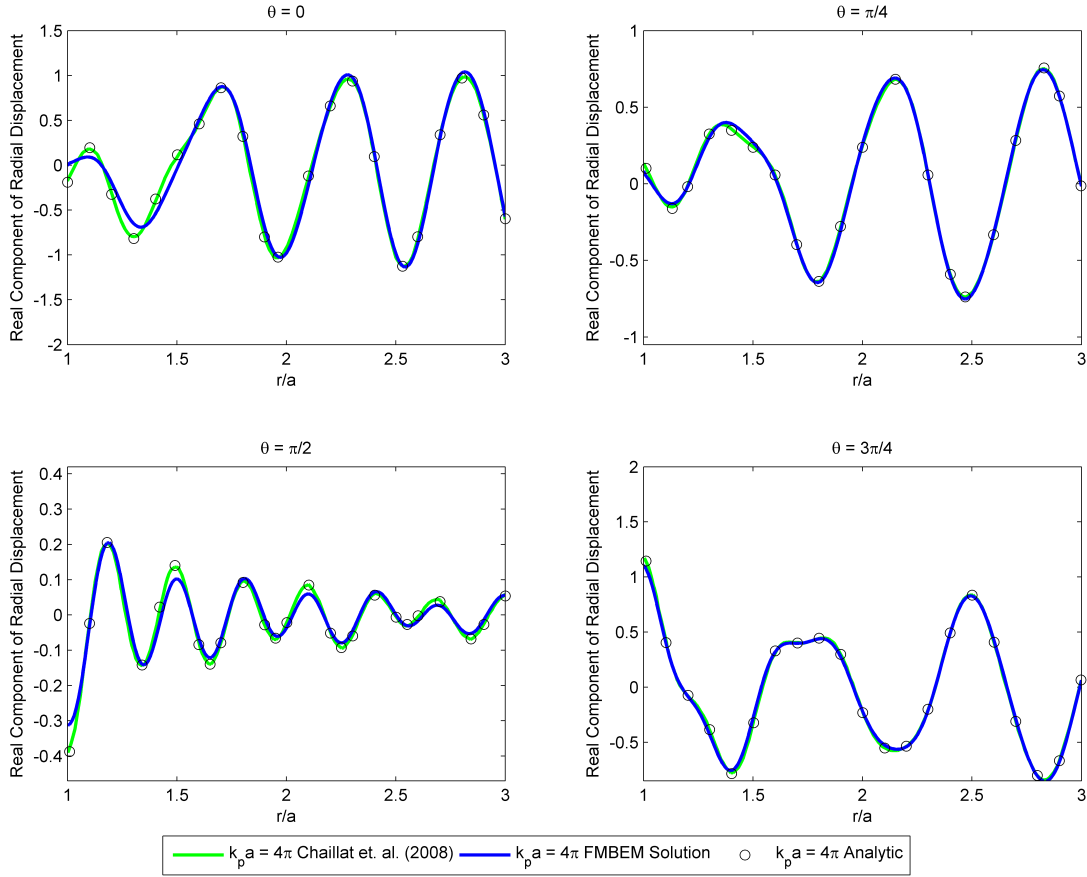 θ = 0
Real Component of Radial Displacement
1.5
1
0.5
0
-0.5
-1
-1.5
-2
1 1.5 2 2.5 3
r/a
θ = π/4
Real Component of Radial Displacement
1
0.5
0
-0.5
-1
1 1.5 2 2.5 3
r/a
θ = π/2
Real Component of Radial Displacement
0.4
0.3
0.2
0.1
0
-0.1
-0.2
-0.3
-0.4
1 1.5 2 2.5 3
r/a
θ = 3π/4
Real Component of Radial Displacement
2
1.5
1
0.5
0
-0.5
1 1.5 2 2.5 3
r/a
kₚa = 4π Chaillat et. al. (2008) kₚa = 4π FMBEM Solution kₚa = 4π Analytic